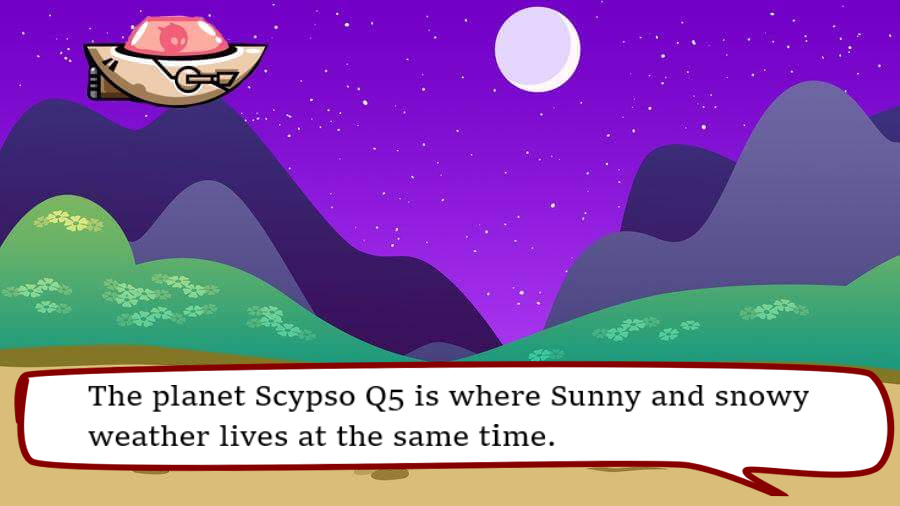 The planet Scypso Q5 is where Sunny and snowy
weather lives at the same time.